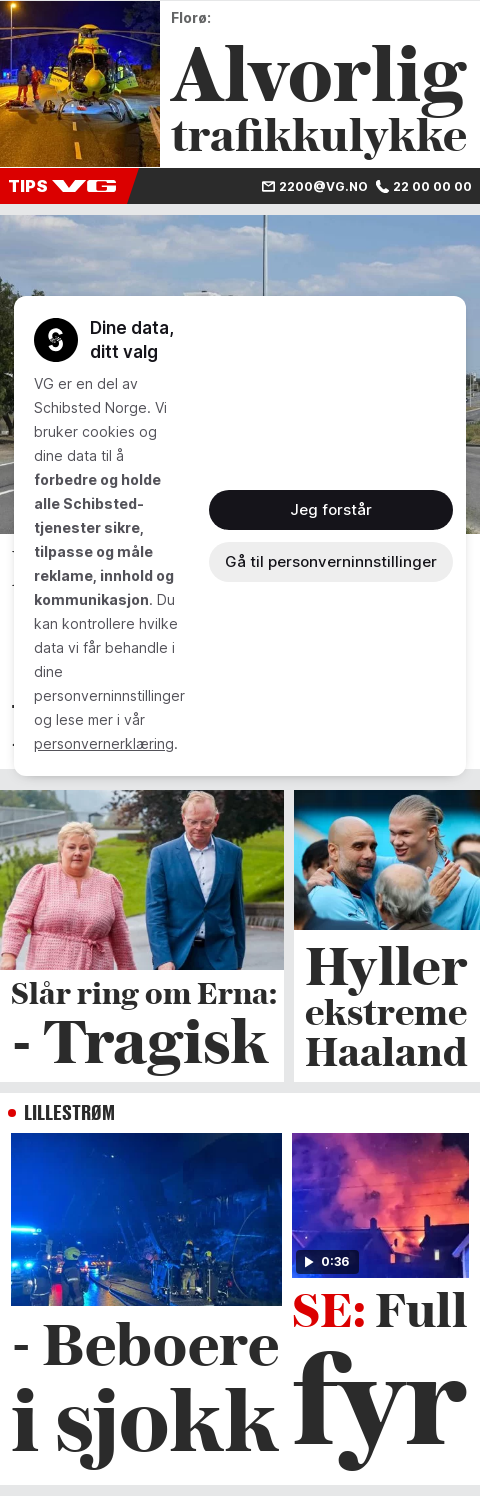 Florø:
Alvorlig
trafikkulykke
TIPS VG
2200@VG.NO 22 00 00 00
Dine data,
ditt valg
VG er en del av
Schibsted Norge. Vi
bruker cookies og
dine data til å
forbedre og holde
alle Schibsted-
tjenester sikre,
tilpasse og måle
reklame, innhold og
kommunikasjon. Du
kan kontrollere hvilke
data vi får behandle i
dine
personverninnstillinger
og lese mer i vår
personvernerklæring.
Jeg forstår
Gå til personverninnstillinger
Slår ring om Erna:
- Tragisk
Hyller
ekstreme
Haaland
LILLESTRØM
- Beboere
i sjokk
0:36
SE: Full
fyr